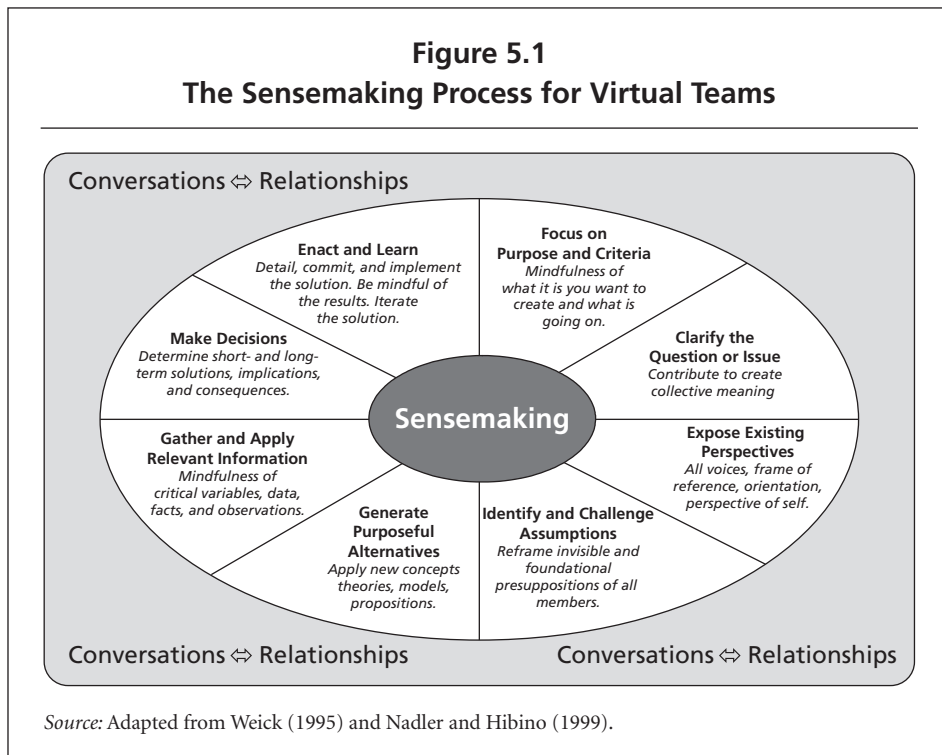 Figure 5.1
The Sensemaking Process for Virtual Teams
Conversations ⇔ Relationships
Enact and Learn
Detail, commit, and implement
the solution. Be mindful of
the results. Iterate
the solution.
Focus on
Purpose and Criteria
Mindfulness of
what it is you want to
create and what is
going on.
Make Decisions
Determine short- and long-
term solutions, implications,
and consequences.
Clarify the
Question or Issue
Contribute to create
collective meaning
Sensemaking
Gather and Apply
Relevant Information
Mindfulness of
critical variables, data,
facts, and observations.
Expose Existing
Perspectives
All voices, frame of
reference, orientation,
perspective of self.
Generate
Purposeful
Alternatives
Apply new concepts
theories, models,
propositions.
Identify and Challenge
Assumptions
Reframe invisible and
foundational
presuppositions of all
members.
Conversations ⇔ Relationships
Conversations ⇔ Relationships
Source: Adapted from Weick (1995) and Nadler and Hibino (1999).